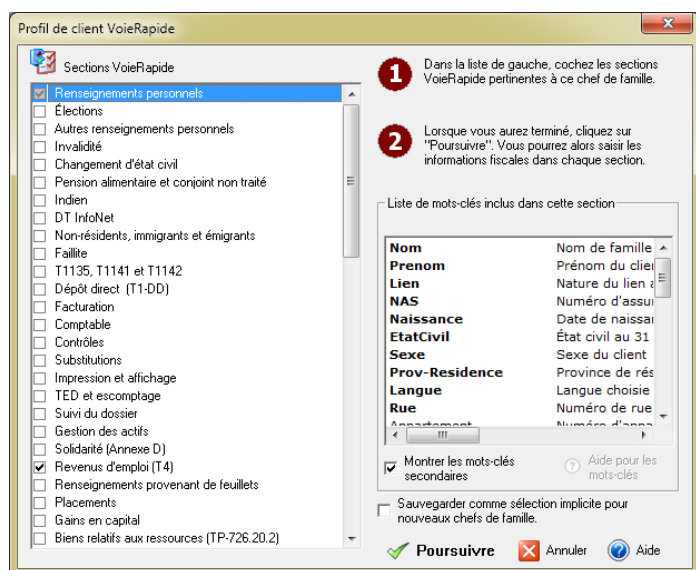 Profil de client VoieRapide
Sections VoieRapide
Renseignements personnels
Élections
Autres renseignements personnels
Invalidité
Changement d'état civil
Pension alimentaire et conjoint non traité
Indien
DT InfoNet
Non-résidents, immigrants et émigrants
Faillite
T1135, T1141 et T1142
Dépôt direct (T1-DD)
Facturation
Comptable
Contrôles
Substitutions
Impression et affichage
TED et escomptage
Suivi du dossier
Gestion des actifs
Solidarité (Annexe D)
Revenus d'emploi (T4)
Renseignements provenant de feuillets
Placements
Gains en capital
Biens relatifs aux ressources (TP-726.20.2)
1
Dans la liste de gauche, cochez les sections
VoieRapide pertinentes à ce chef de famille.
2
Lorsque vous aurez terminé, cliquez sur
"Poursuivre". Vous pourrez alors saisir les
informations fiscales dans chaque section.
Liste de mots-clés inclus dans cette section
Nom Nom de famille
Prenom Prénom du clie
Lien Nature du lien
NAS Numéro d'assu
Naissance Date de naissa
EtatCivil État civil au 31
Sexe Sexe du client
Prov-Residence Province de rés
Langue Langue choisie
Rue Numéro de rue
Appartement Numéro d'appa
Montrer les mots-clés
secondaires
Aide pour les
mots-clés
Sauvegarder comme sélection implicite pour
nouveaux chefs de famille.
Poursuivre Annuler Aide